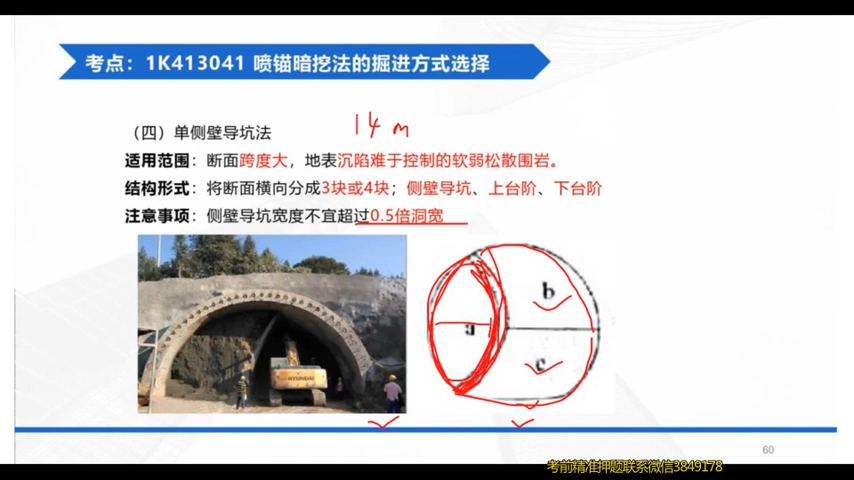 考点：1K413041 喷锚暗挖法的掘进方式选择
14 m
（四）单侧壁导坑法
适用范围：断面跨度大，地表沉陷难于控制的软弱松散围岩。
结构形式：将断面横向分成3块或4块；侧壁导坑、上台阶、下台阶
注意事项：侧壁导坑宽度不宜超过0.5倍洞宽
b
a
c
HYUNDAI
60
考前精准押题联系微信3849178